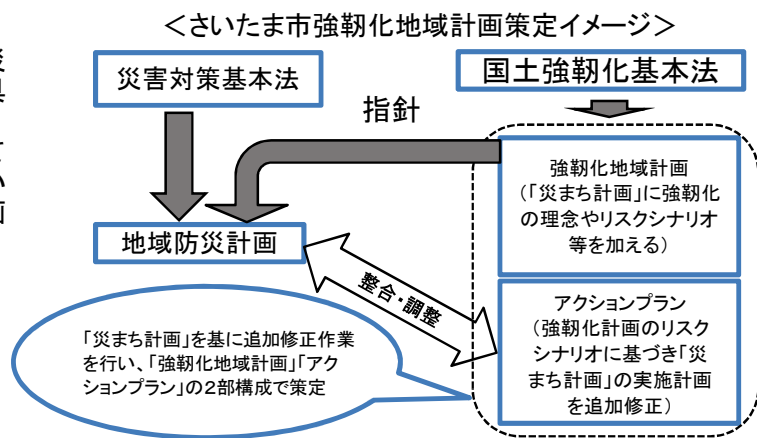 ＜さいたま市強靭化地域計画策定イメージ＞
災害対策基本法
国土強靭化基本法
指針
強靭化地域計画
（「災まち計画」に強靭化
の理念やリスクシナリオ
等を加える）
地域防災計画
整合・調整
アクションプラン
（強靭化計画のリスク
シナリオに基づき「災
まち計画」の実施計画
を追加修正）
「災まち計画」を基に追加修正作業
を行い、「強靭化地域計画」「アク
ションプラン」の２部構成で策定